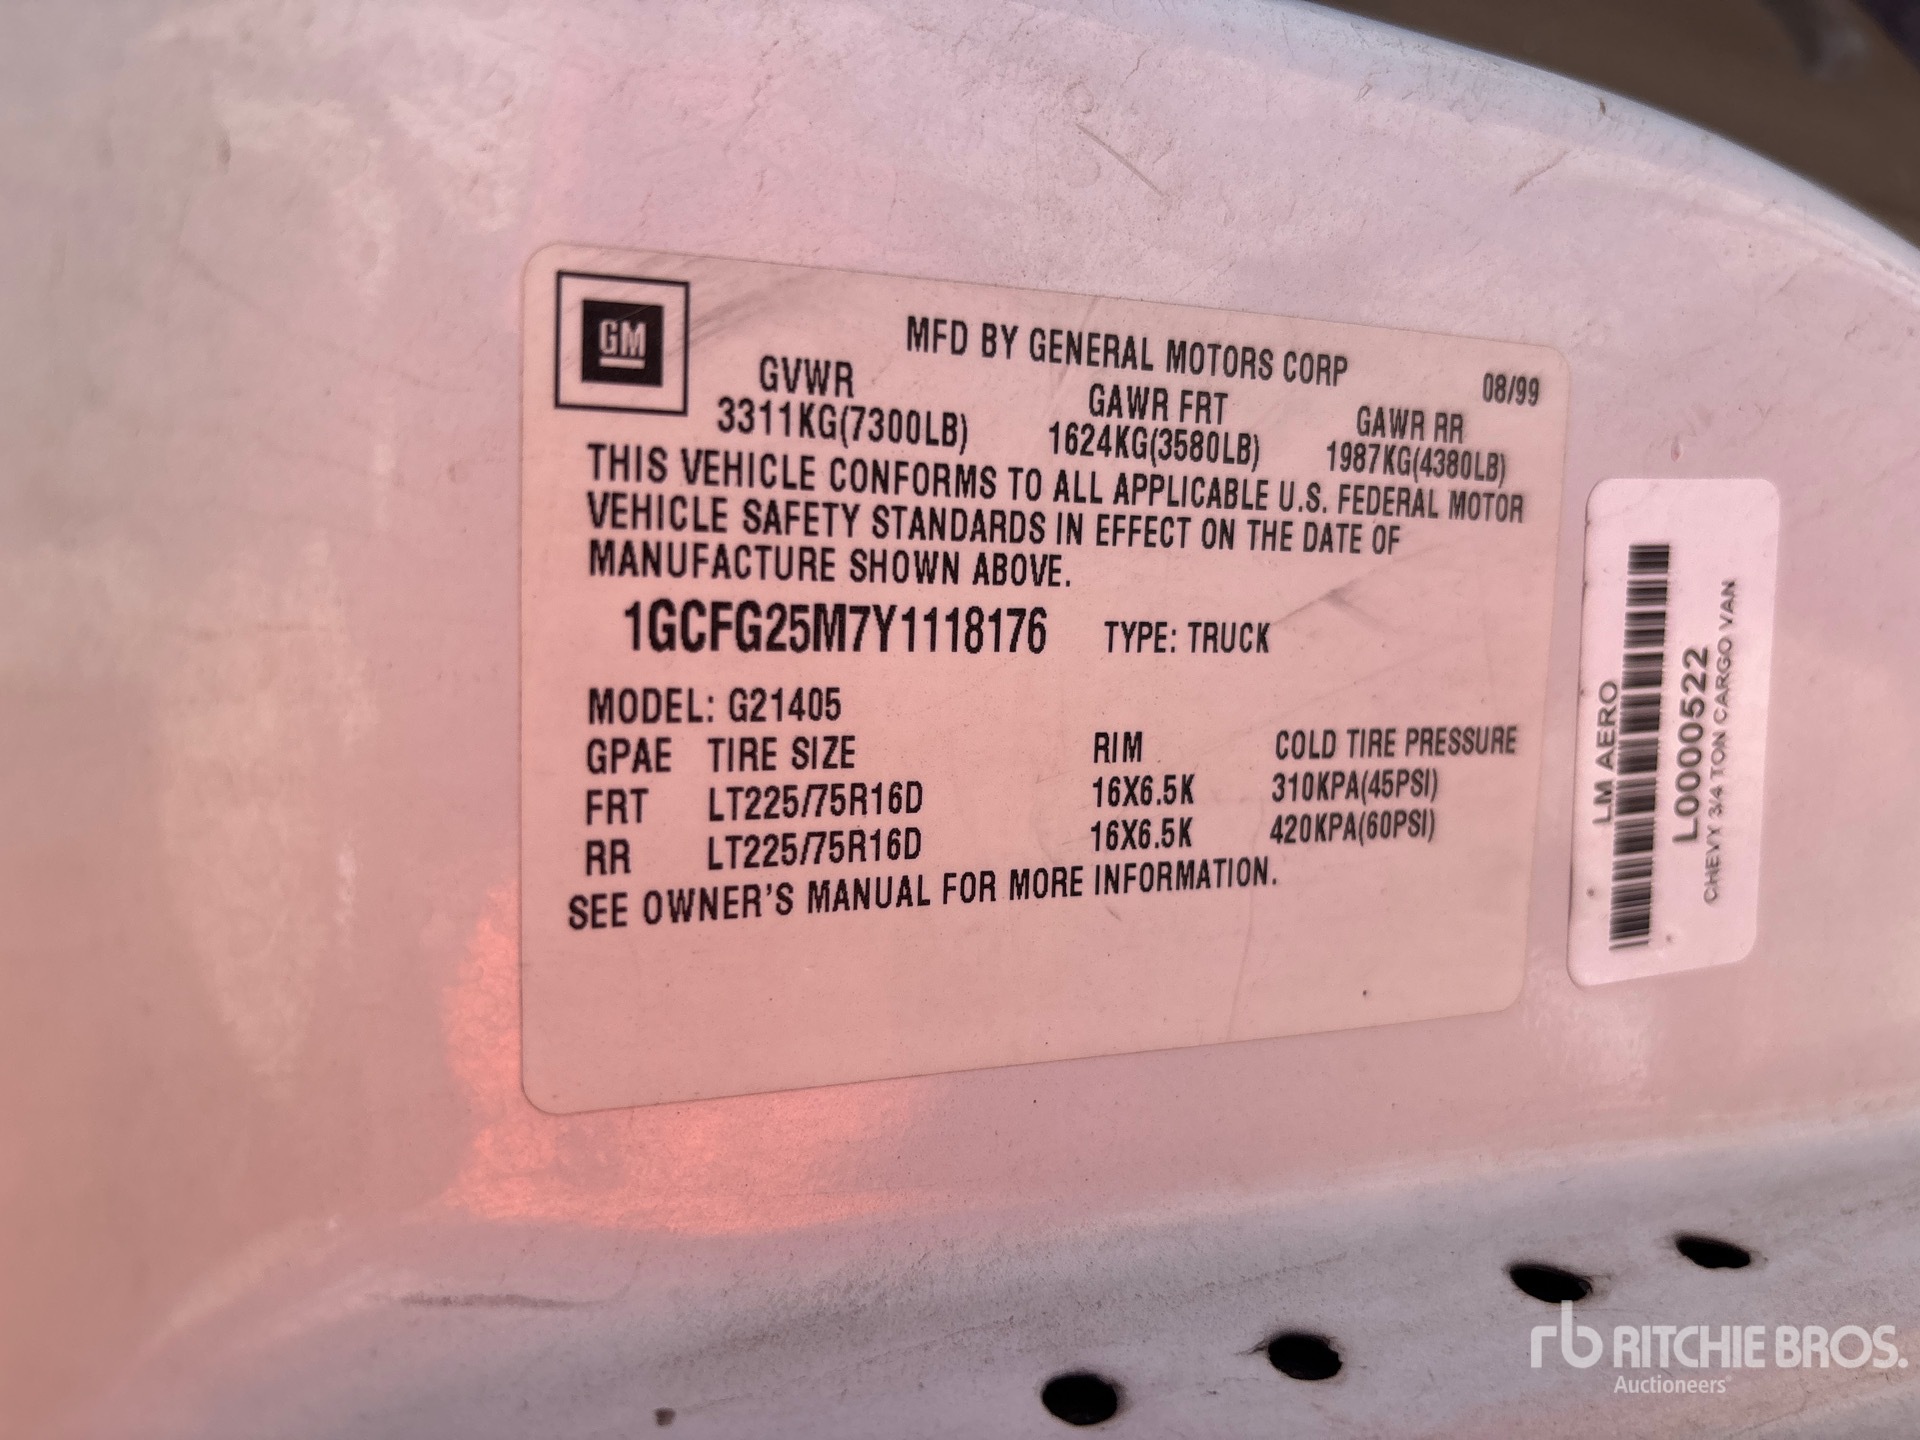 GM
MFD BY GENERAL MOTORS CORP
08/99
GVWR
GAWR FRT
GAWR RR
3311KG(7300LB)
1624KG(3580LB)
1987KG(4380LB)
THIS VEHICLE CONFORMS TO ALL APPLICABLE U.S. FEDERAL MOTOR
VEHICLE SAFETY STANDARDS IN EFFECT ON THE DATE OF
MANUFACTURE SHOWN ABOVE.
1GCFG25M7Y1118176 TYPE: TRUCK
MODEL: G21405
GPAE TIRE SIZE RIM COLD TIRE PRESSURE
FRT LT225/75R16D 16X6.5K 310KPA(45PSI)
RR LT225/75R16D 16X6.5K 420KPA(60PSI)
SEE OWNER'S MANUAL FOR MORE INFORMATION.
LM AERO
L0000522
CHEVY 3/4 TON CARGO VAN
rb RITCHIE BROS.
Auctioneers